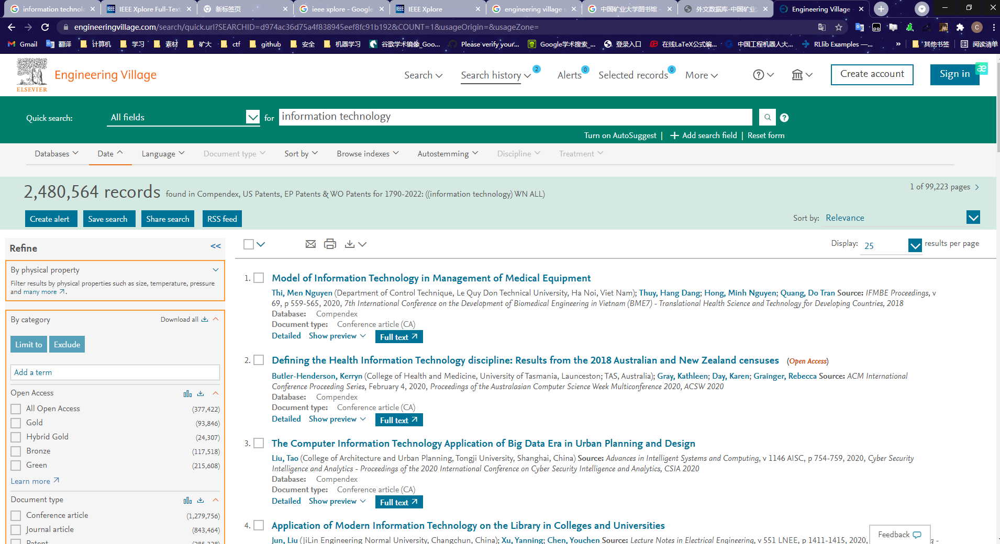 information technolo
IEEE Xplore Full-Text
新标签页
ieee xplore - Google
IEEE Xplore
engineering village s
中国矿业大学图书馆 -
外文数据库-中国矿业
Engineering Village -
engineeringvillage.com/search/quick.url?SEARCHID=d974ac36d75a4f838945eef8fc91b192&COUNT=1&usageOrigin=&usageZone=
Gmail 翻译 计算机 学习 素材 矿大 ctf github 安全 机器学习 谷歌学术镜像_Goo... Please verify your... Google学术搜索_... 登录入口 在线LaTeX公式编... 中国工程机器人大... RLlib Examples —... » 其他书签 阅读清单
ELSEVIER
Engineering Village
Search Search history 2 Alerts 0 Selected records 0 More Create account Sign in
Quick search: All fields for information technology
Turn on AutoSuggest | + Add search field | Reset form
Databases Date Language Document type Sort by Browse indexes Autostemming Discipline Treatment
2,480,564 records found in Compendex, US Patents, EP Patents & WO Patents for 1790-2022: ((information technology) WN ALL)
1 of 99,223 pages
Create alert Save search Share search RSS feed
Sort by: Relevance
Refine <<
By physical property
Filter results by physical properties such as size, temperature, pressure
and many more.
By category Download all
Limit to Exclude
Add a term
Open Access
All Open Access (377,422)
Gold (93,846)
Hybrid Gold (24,307)
Bronze (117,518)
Green (215,608)
Learn more
Document type
Conference article (1,279,756)
Journal article (843,464)
Patent (285,328)
Display: 25 results per page
1. Model of Information Technology in Management of Medical Equipment
Thi, Men Nguyen (Department of Control Technique, Le Quy Don Technical University, Ha Noi, Viet Nam); Thuy, Hang Dang; Hong, Minh Nguyen; Quang, Do Tran Source: IFMBE Proceedings, v
69, p 559-565, 2020, 7th International Conference on the Development of Biomedical Engineering in Vietnam (BME7) - Translational Health Science and Technology for Developing Countries, 2018
Database: Compendex
Document type: Conference article (CA)
Detailed Show preview Full text
2. Defining the Health Information Technology discipline: Results from the 2018 Australian and New Zealand censuses (Open Access)
Butler-Henderson, Kerryn (College of Health and Medicine, University of Tasmania, Launceston; TAS, Australia); Gray, Kathleen; Day, Karen; Grainger, Rebecca Source: ACM International
Conference Proceeding Series, February 4, 2020, Proceedings of the Australasian Computer Science Week Multiconference 2020, ACSW 2020
Database: Compendex
Document type: Conference article (CA)
Detailed Show preview Full text
3. The Computer Information Technology Application of Big Data Era in Urban Planning and Design
Liu, Tao (College of Architecture and Urban Planning, Tongji University, Shanghai, China) Source: Advances in Intelligent Systems and Computing, v 1146 AISC, p 754-759, 2020, Cyber Security
Intelligence and Analytics - Proceedings of the 2020 International Conference on Cyber Security Intelligence and Analytics, CSIA 2020
Database: Compendex
Document type: Conference article (CA)
Detailed Show preview Full text
4. Application of Modern Information Technology on the Library in Colleges and Universities
Jun, Liu (JiLin Engineering Normal University, Changchun, China); Xu, Yanning; Chen, Youchen Source: Lecture Notes in Electrical Engineering, v 551 LNEE, p 1411-1415, 2020,
Feedback